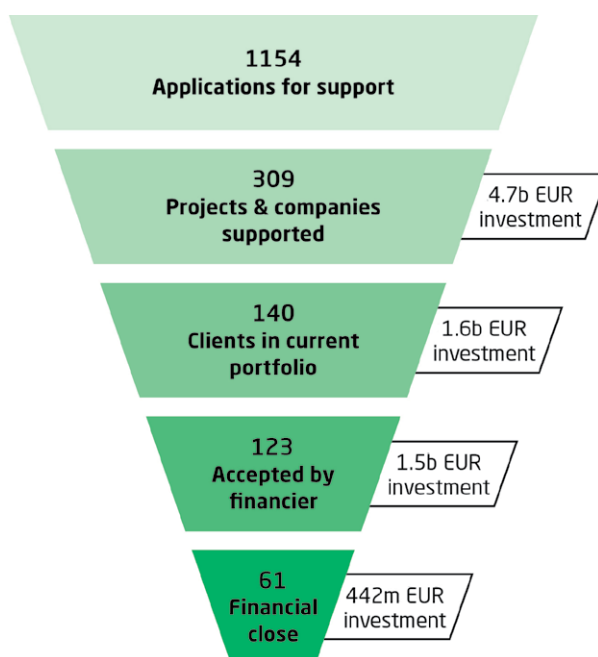 1154
Applications for support
309
Projects & companies
supported
4.7b EUR
investment
140
Clients in current
portfolio
1.6b EUR
investment
123
Accepted by
financier
1.5b EUR
investment
61
Financial
close
442m EUR
investment